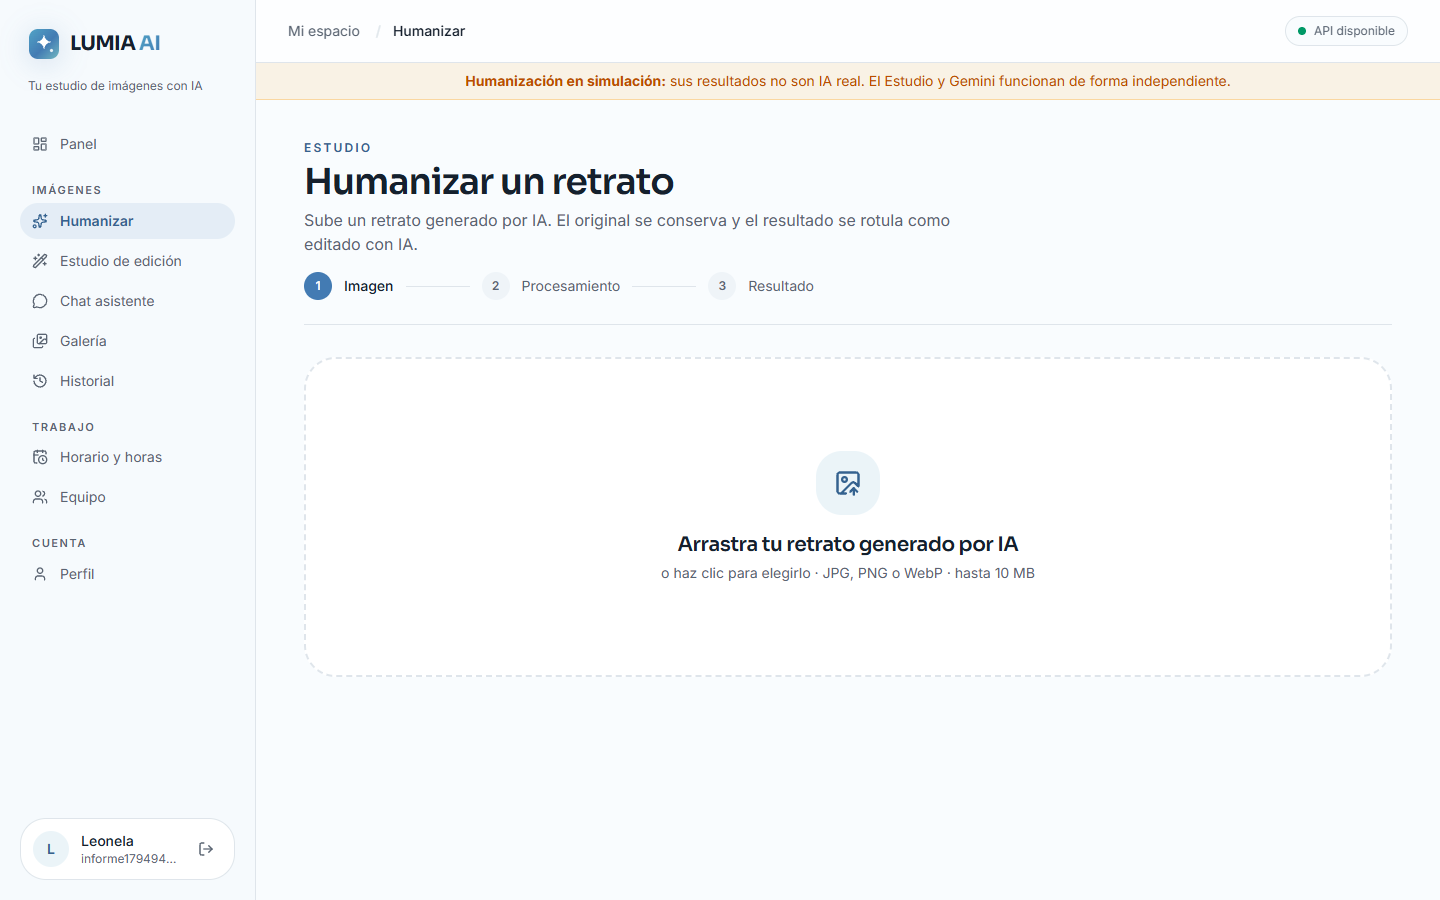 LUMIA AI
Tu estudio de imágenes con IA
Panel
IMÁGENES
Humanizar
Estudio de edición
Chat asistente
Galería
Historial
TRABAJO
Horario y horas
Equipo
CUENTA
Perfil
L
Leonela
informe179494...
Mi espacio / Humanizar
API disponible
Humanización en simulación: sus resultados no son IA real. El Estudio y Gemini funcionan de forma independiente.
ESTUDIO
Humanizar un retrato
Sube un retrato generado por IA. El original se conserva y el resultado se rotula como
editado con IA.
1 Imagen 2 Procesamiento 3 Resultado
Arrastra tu retrato generado por IA
o haz clic para elegirlo · JPG, PNG o WebP · hasta 10 MB